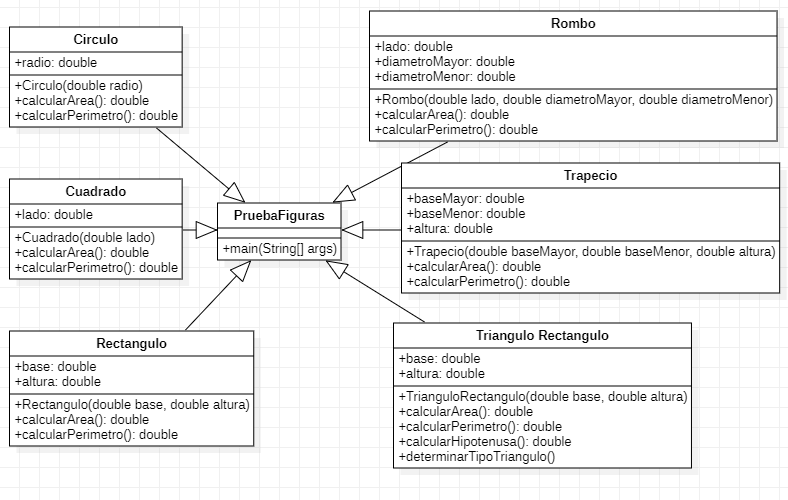 Circulo
+radio: double
+Circulo(double radio)
+calcularArea(): double
+calcularPerimetro(): double
Rombo
+lado: double
+diametroMayor: double
+diametroMenor: double
+Rombo(double lado, double diametroMayor, double diametroMenor)
+calcularArea(): double
+calcularPerimetro(): double
Cuadrado
+lado: double
+Cuadrado(double lado)
+calcularArea(): double
+calcularPerimetro(): double
PruebaFiguras
+main(String[] args)
Trapecio
+baseMayor: double
+baseMenor: double
+altura: double
+Trapecio(double baseMayor, double baseMenor, double altura)
+calcularArea(): double
+calcularPerimetro(): double
Rectangulo
+base: double
+altura: double
+Rectangulo(double base, double altura)
+calcularArea(): double
+calcularPerimetro(): double
Triangulo Rectangulo
+base: double
+altura: double
+TrianguloRectangulo(double base, double altura)
+calcularArea(): double
+calcularPerimetro(): double
+calcularHipotenusa(): double
+determinarTipoTriangulo()